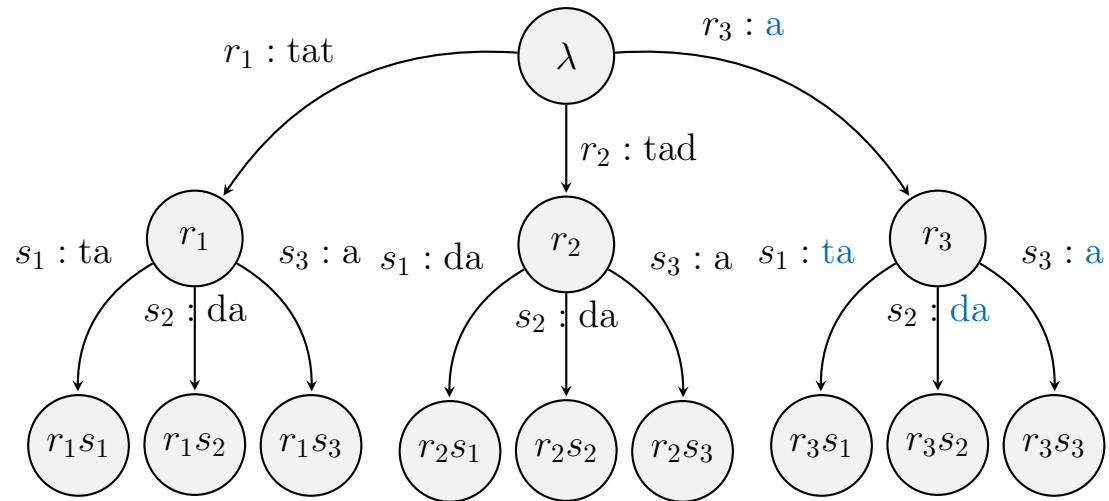 λ
r₁ : tat
r₂ : tad
r₃ : a
r₁
r₂
r₃
s₁ : ta
s₂ : da
s₃ : a
s₁ : da
s₂ : da
s₃ : a
s₁ : ta
s₂ : da
s₃ : a
r₁s₁
r₁s₂
r₁s₃
r₂s₁
r₂s₂
r₂s₃
r₃s₁
r₃s₂
r₃s₃